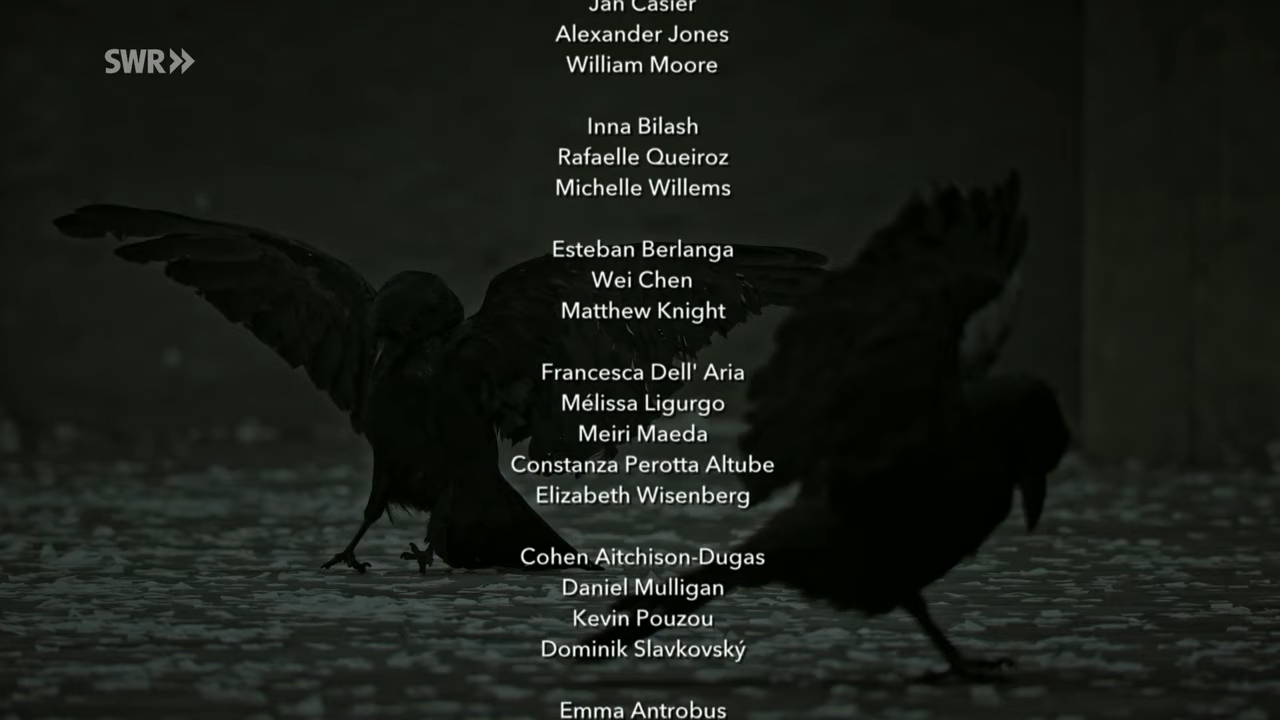 Jan Casier
Alexander Jones
SWR
William Moore
Inna Bilash
Rafaelle Queiroz
Michelle Willems
Esteban Berlanga
Wei Chen
Matthew Knight
Francesca Dell' Aria
Mélissa Ligurgo
Meiri Maeda
Constanza Perotta Altube
Elizabeth Wisenberg
Cohen Aitchison-Dugas
Daniel Mulligan
Kevin Pouzou
Dominik Slavkovský
Emma Antrobus